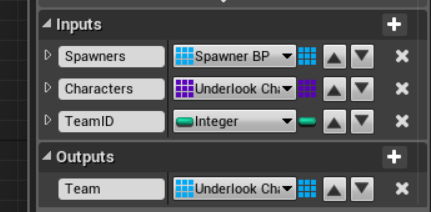 Inputs
Spawners Spawner BP
Characters Underlook Cha
TeamID Integer
Outputs
Team Underlook Cha